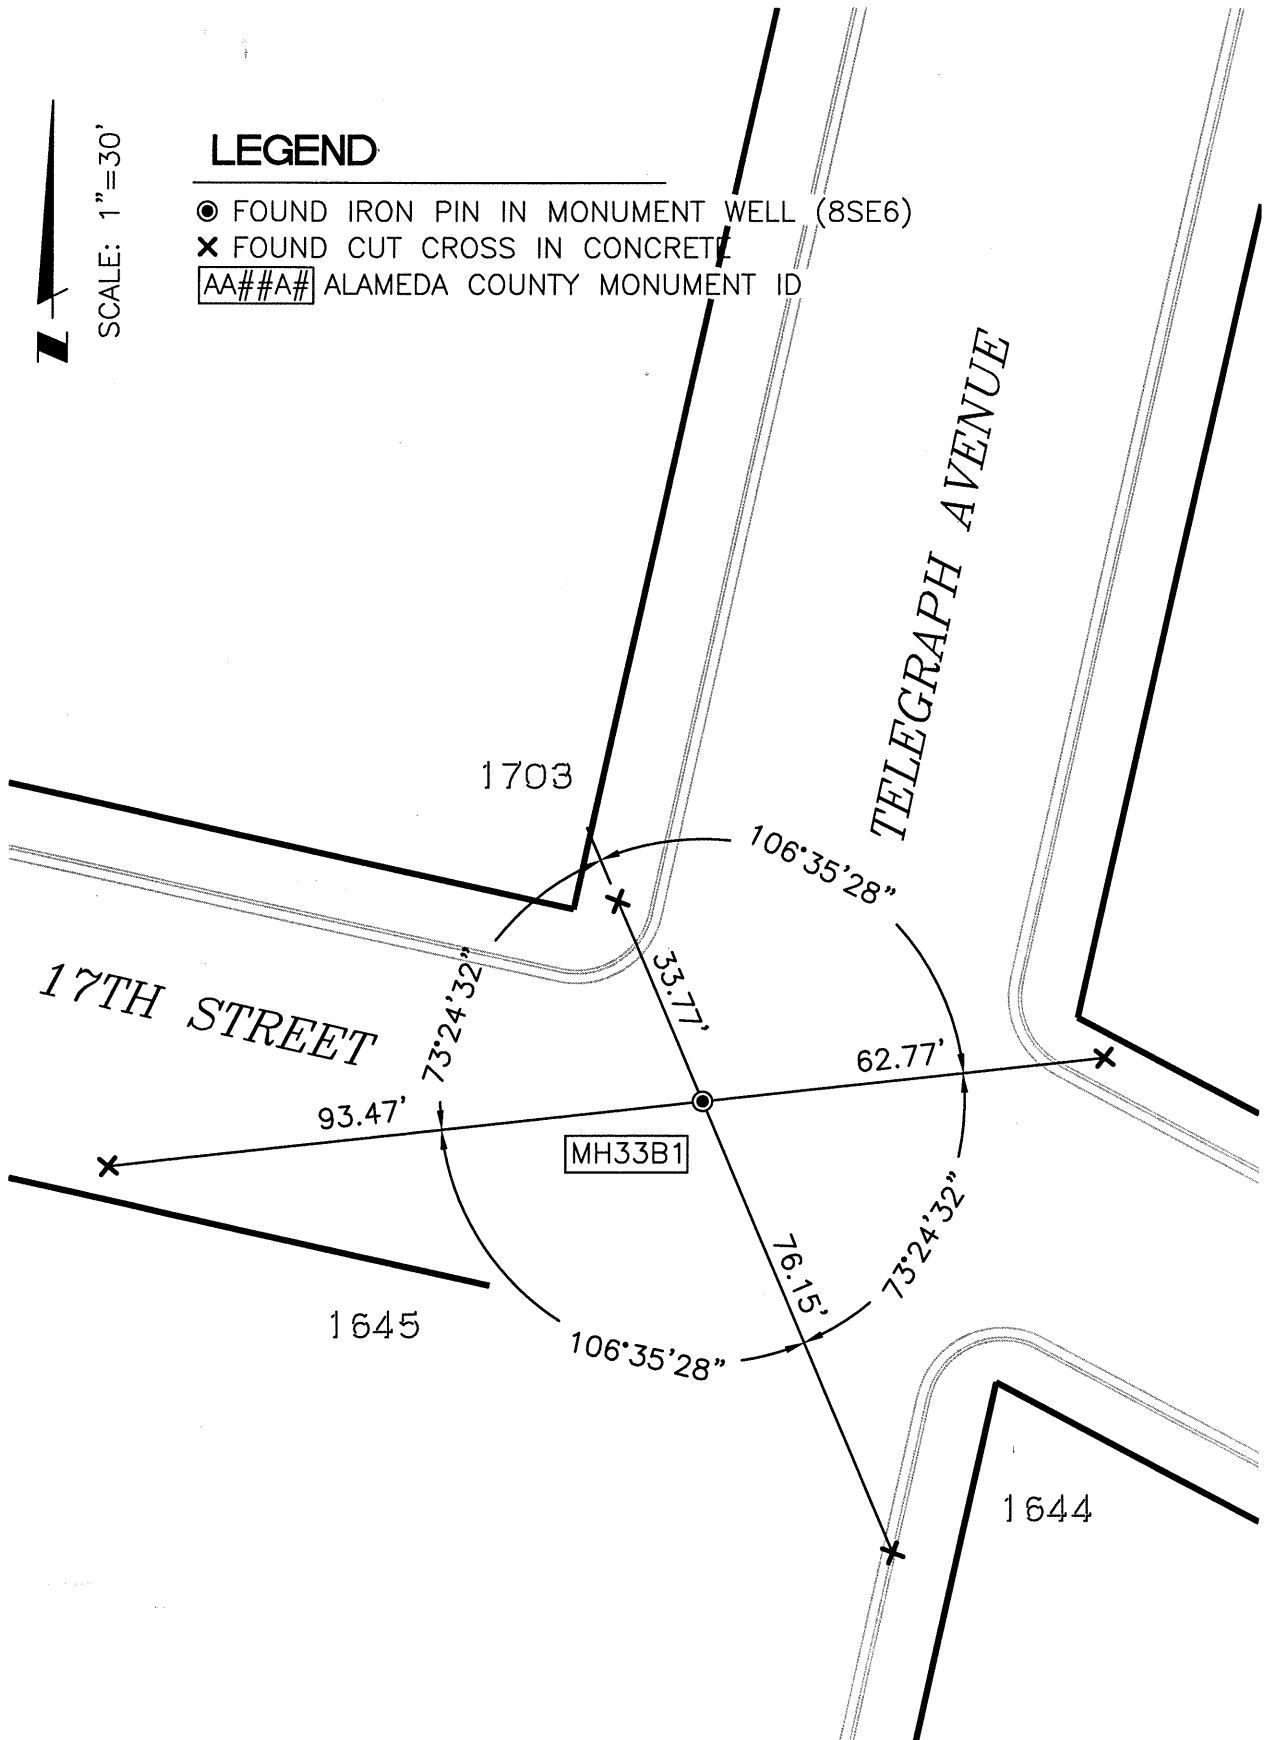 LEGEND
SCALE: 1"=30'
FOUND IRON PIN IN MONUMENT WELL (8SE6)
FOUND CUT CROSS IN CONCRETE
AA##A# ALAMEDA COUNTY MONUMENT ID
N
TELEGRAPH AVENUE
1703
106°35'28"
17TH STREET
73°24'32"
33.77'
62.77'
93.47'
MH33B1
73°24'32"
76.15'
1645
106°35'28"
1644